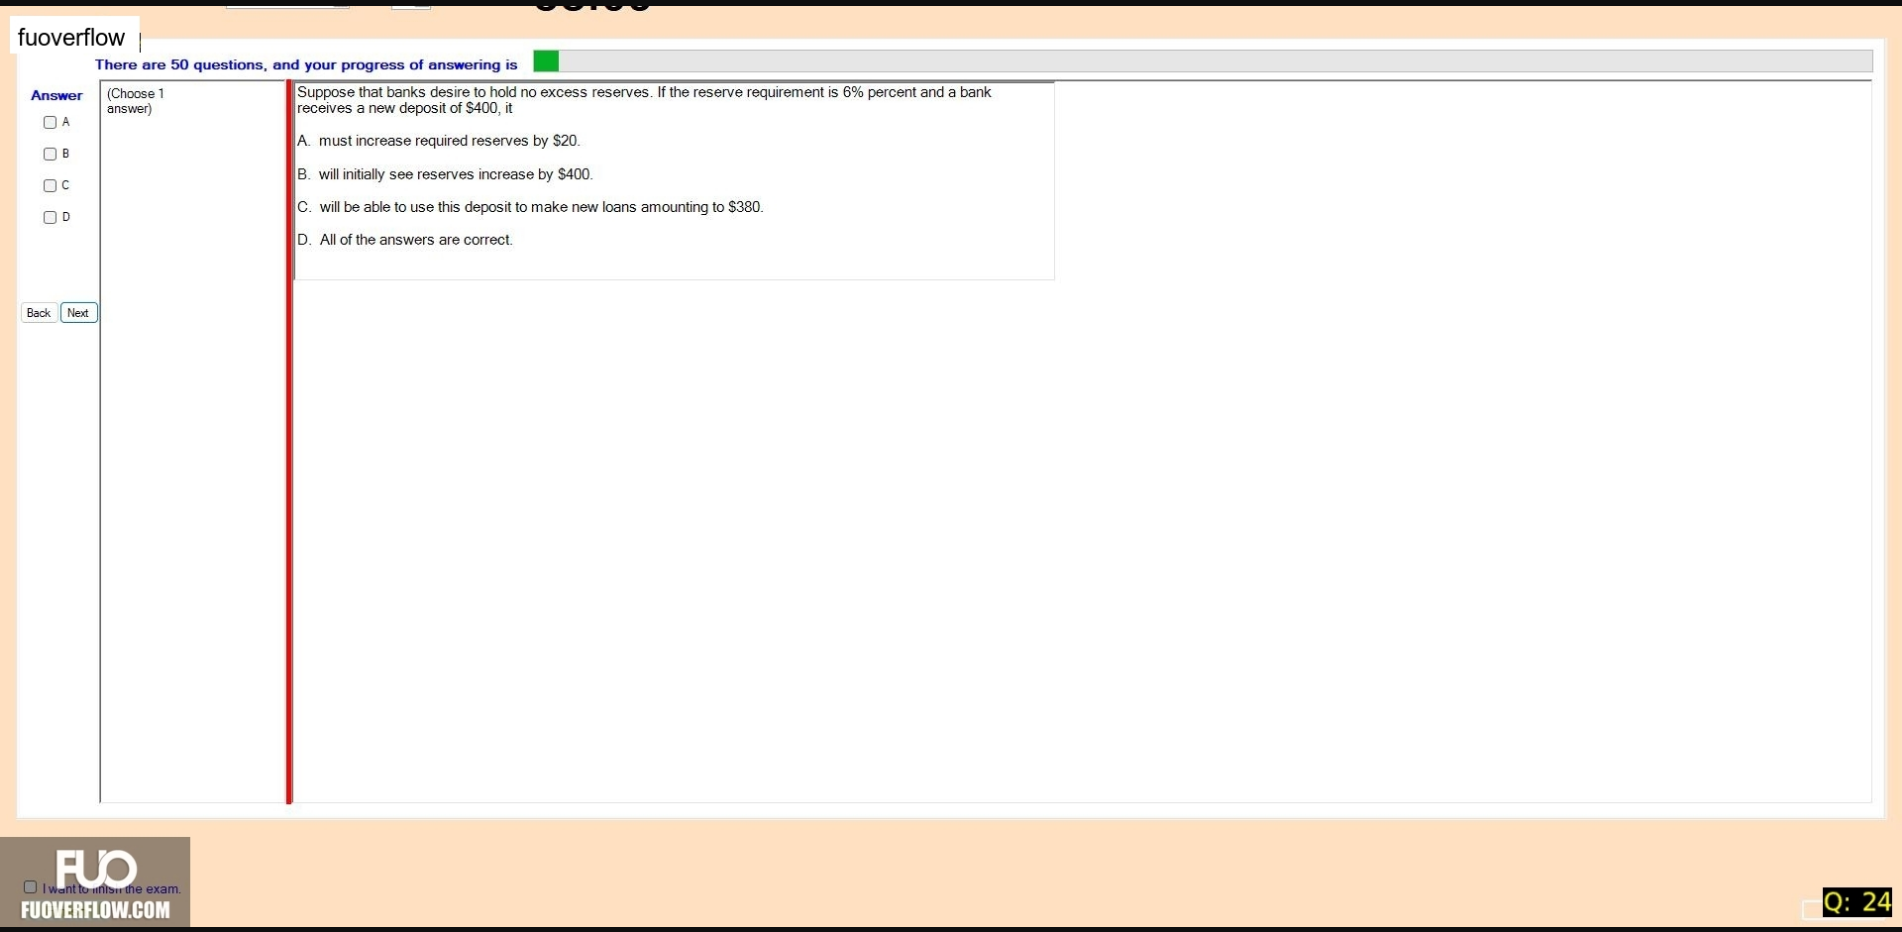 fuoverflow
There are 50 questions, and your progress of answering is
Answer
(Choose 1
answer)
A
B
C
D
Back
Next
Suppose that banks desire to hold no excess reserves. If the reserve requirement is 6% percent and a bank
receives a new deposit of $400, it
A. must increase required reserves by $20.
B. will initially see reserves increase by $400.
C. will be able to use this deposit to make new loans amounting to $380.
D. All of the answers are correct.
FUO
I want to finish the exam.
FUOVERFLOW.COM
Q: 24